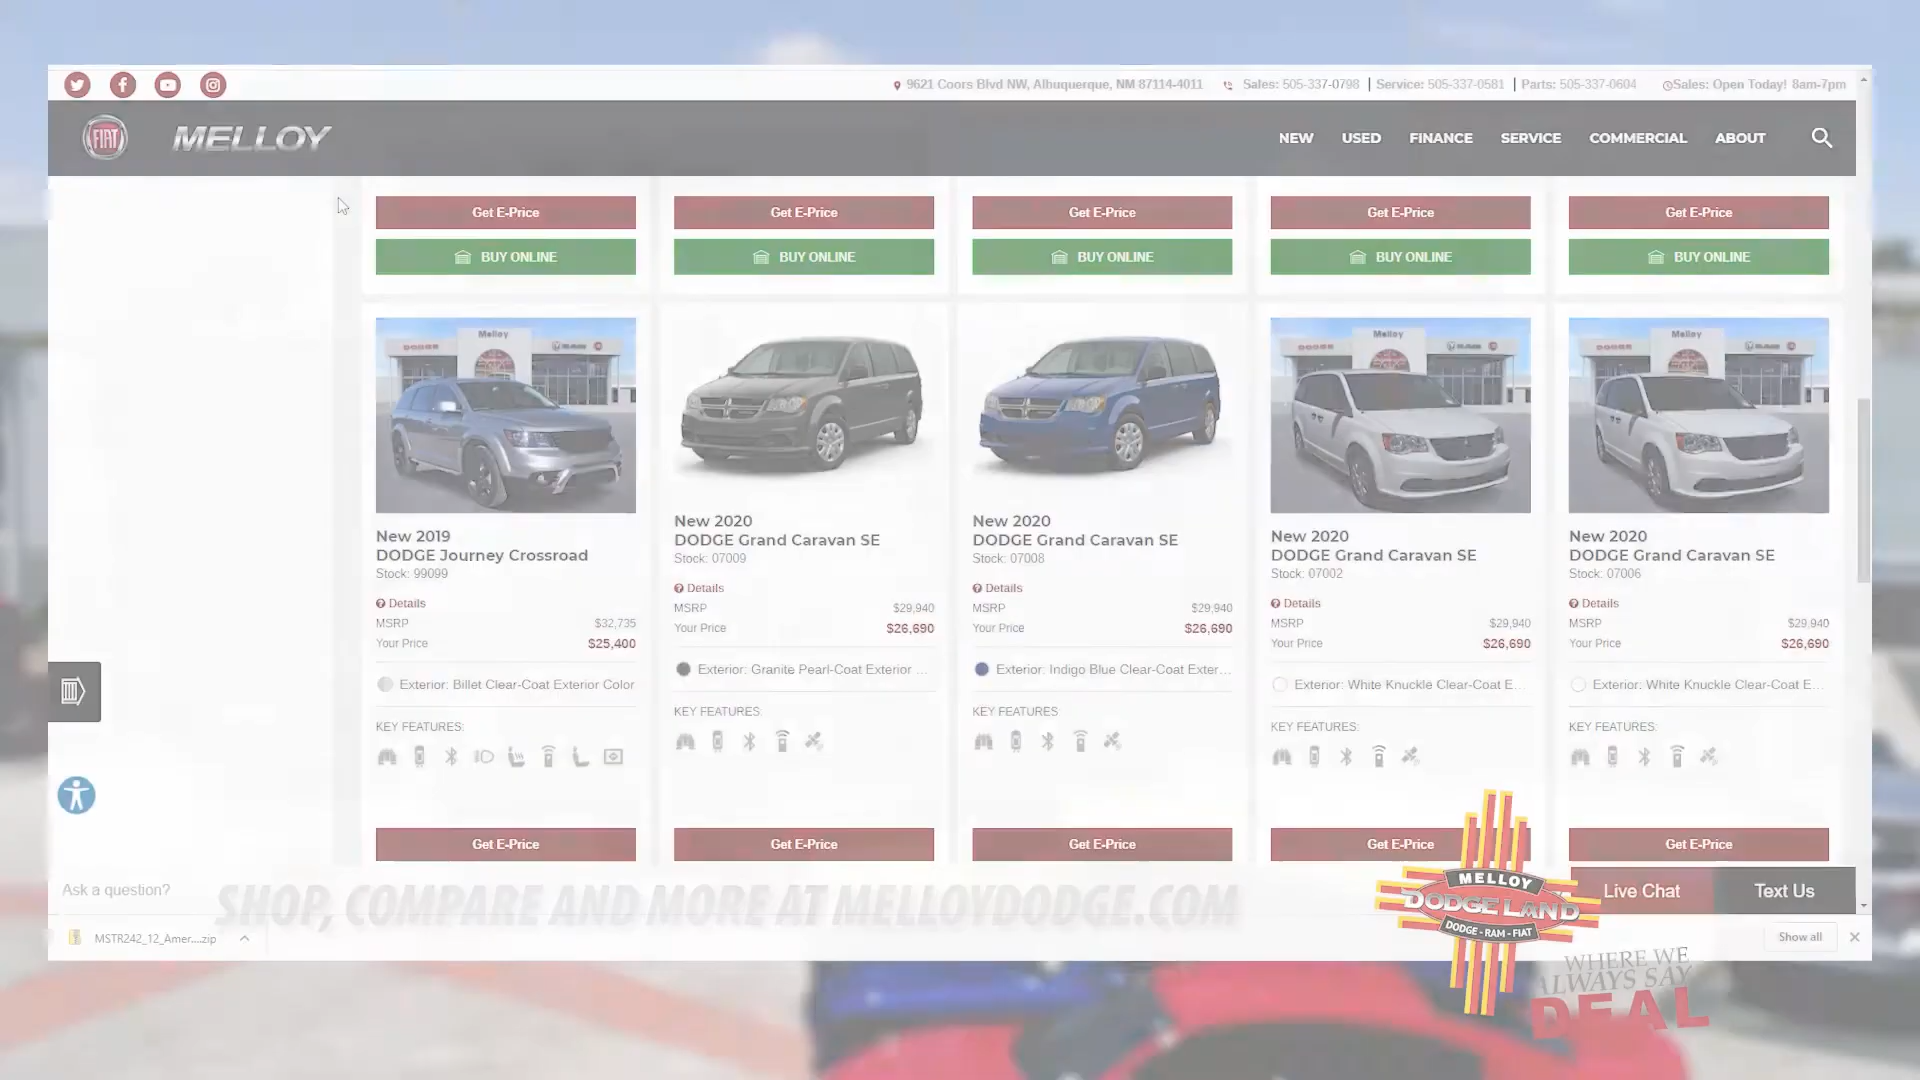 9621 Coors Blvd NW, Albuquerque, NM 87114-4011 Sales: 505-337-0798 | Service: 505-337-0581 | Parts: 505-337-0604 Sales: Open Today! 8am-7pm
FIAT MELLOY NEW USED FINANCE SERVICE COMMERCIAL ABOUT
Get E-Price Get E-Price Get E-Price Get E-Price Get E-Price
BUY ONLINE BUY ONLINE BUY ONLINE BUY ONLINE BUY ONLINE
Melloy
DODGE RAM
New 2019
DODGE Journey Crossroad
Stock: 99099
Details
MSRP $32,735
Your Price $25,400
Exterior: Billet Clear-Coat Exterior Color
KEY FEATURES:
Get E-Price
New 2020
DODGE Grand Caravan SE
Stock: 07009
Details
MSRP $29,940
Your Price $26,690
Exterior: Granite Pearl-Coat Exterior ...
KEY FEATURES:
Get E-Price
New 2020
DODGE Grand Caravan SE
Stock: 07008
Details
MSRP $29,940
Your Price $26,690
Exterior: Indigo Blue Clear-Coat Exter...
KEY FEATURES:
Get E-Price
Melloy
DODGE RAM
New 2020
DODGE Grand Caravan SE
Stock: 07002
Details
MSRP $29,940
Your Price $26,690
Exterior: White Knuckle Clear-Coat E...
KEY FEATURES:
Get E-Price
Melloy
DODGE RAM
New 2020
DODGE Grand Caravan SE
Stock: 07006
Details
MSRP $29,940
Your Price $26,690
Exterior: White Knuckle Clear-Coat E...
KEY FEATURES:
Get E-Price
Ask a question? Live Chat Text Us
SHOP, COMPARE AND MORE AT MELLOYDODGE.COM
MSTR242_12_Amer....zip Show all
MELLOY
DODGE LAND
DODGE - RAM - FIAT
WHERE WE
ALWAYS SAY
DEAL